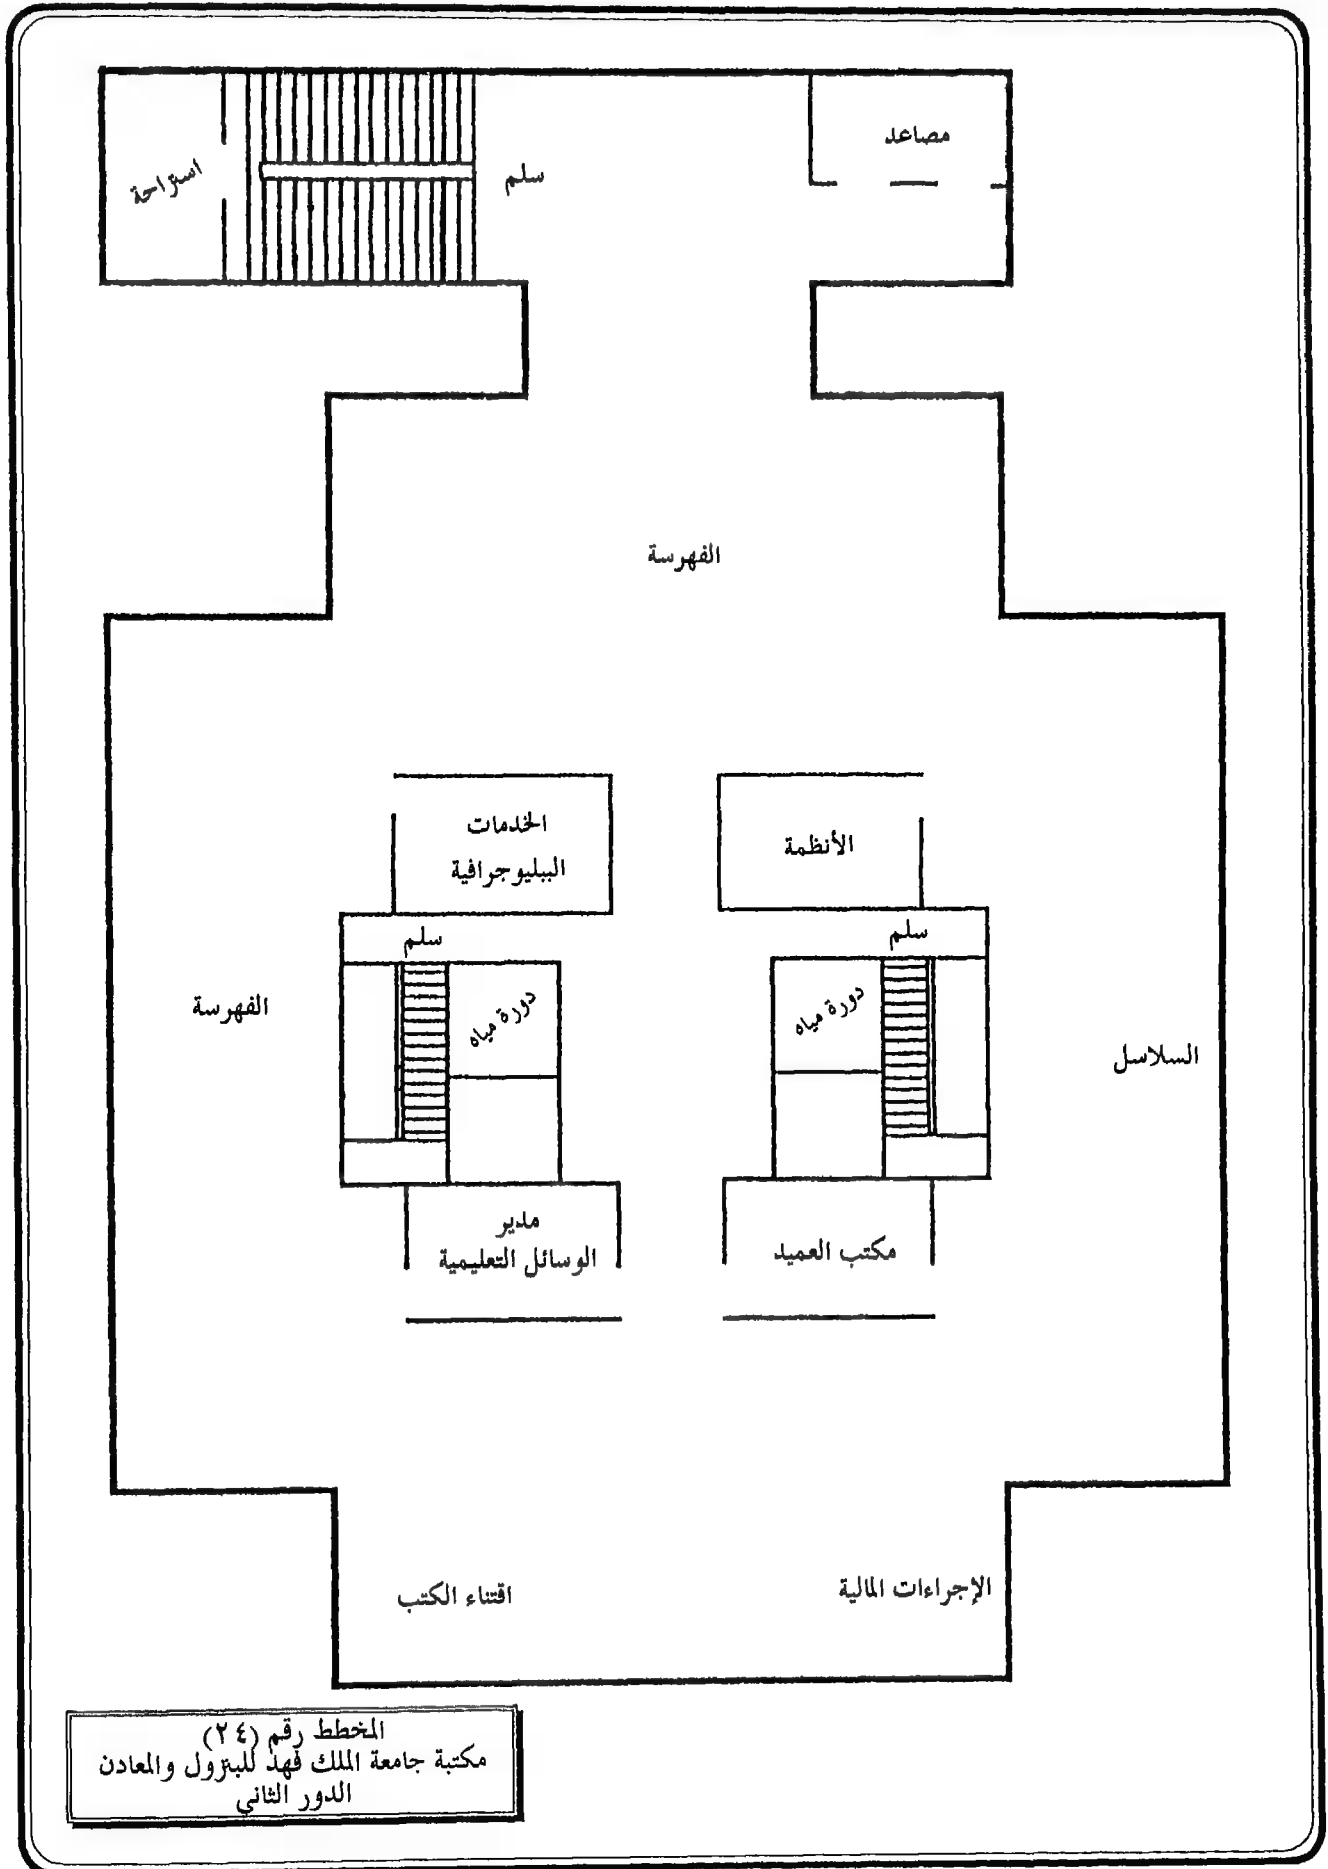 مصاعد
سلم
استراحة
الفهرسة
الأنظمة
الخدمات
الببليوجرافية
سلم
سلم
دورة مياه
دورة مياه
الفهرسة
السلاسل
مكتب العميد
مدير
الوسائل التعليمية
الإجراءات المالية
اقتناء الكتب
المخطط رقم (٢٤)
مكتبة جامعة الملك فهد للبترول والمعادن
الدور الثاني